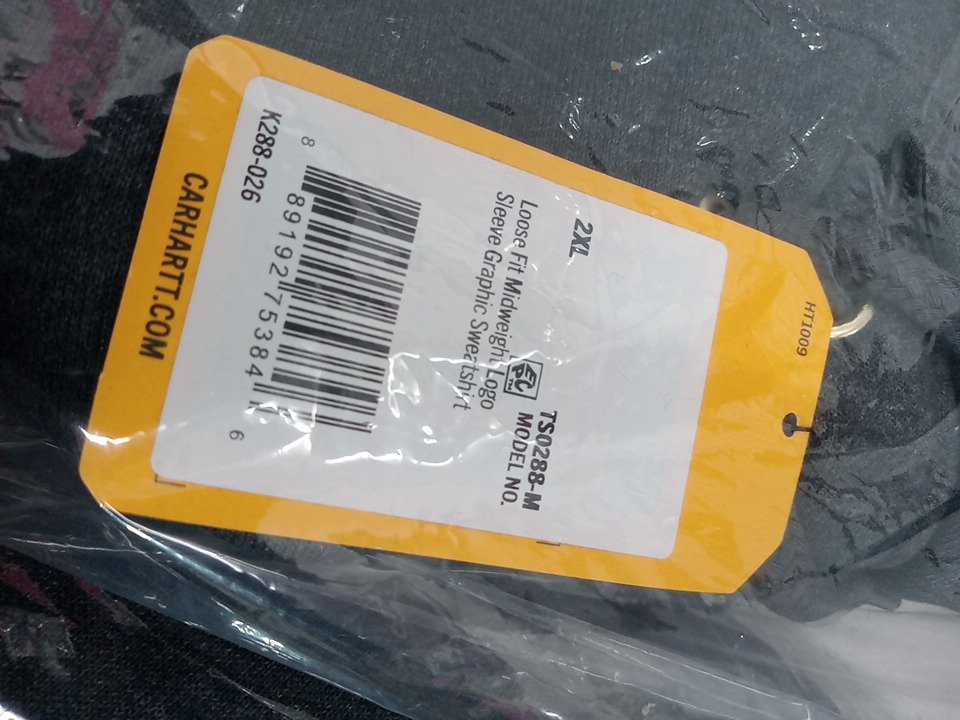 HT1009
2XL
TS0288-M
MODEL NO.
Loose Fit Midweight Logo
Sleeve Graphic Sweatshirt
8 89192 75384 6
K288-026
CARHARTT.COM